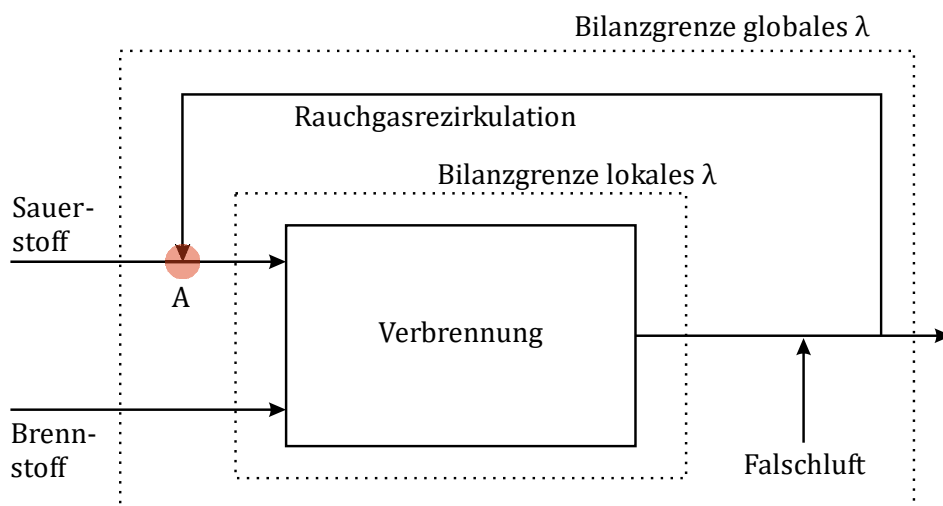 Bilanzgrenze globales λ
Rauchgasrezirkulation
Bilanzgrenze lokales λ
Sauer-
stoff
A
Verbrennung
Brenn-
stoff
Falschluft